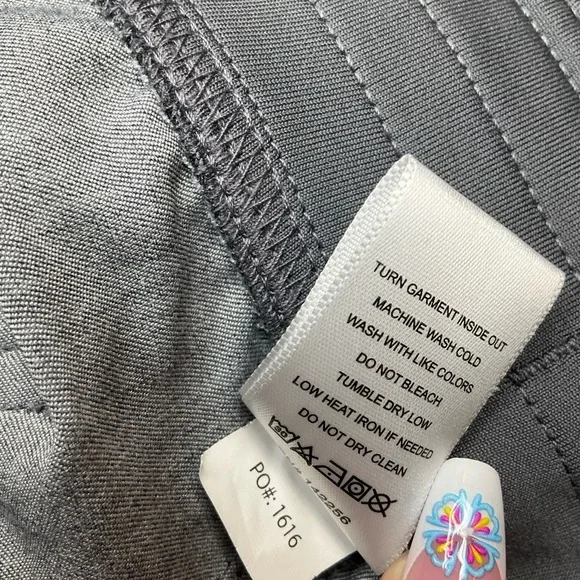 TURN GARMENT INSIDE OUT
MACHINE WASH COLD
WASH WITH LIKE COLORS
DO NOT BLEACH
TUMBLE DRY LOW
LOW HEAT IRON IF NEEDED
DO NOT DRY CLEAN
142256
PO#: 1616